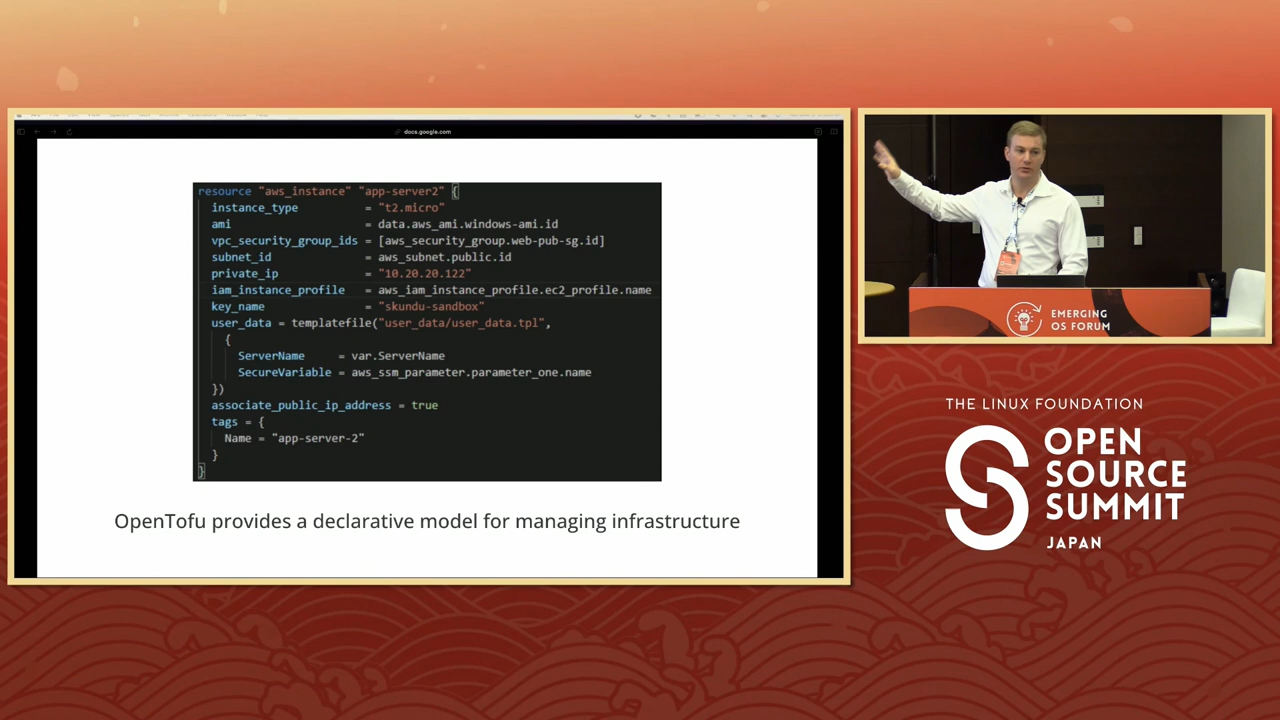 docs.google.com
resource "aws_instance" "app-server2" {
instance_type = "t2.micro"
ami = data.aws_ami.windows-ami.id
vpc_security_group_ids = [aws_security_group.web-pub-sg.id]
subnet_id = aws_subnet.public.id
private_ip = "10.20.20.122"
iam_instance_profile = aws_iam_instance_profile.ec2_profile.name
key_name = "skundu-sandbox"
user_data = templatefile("user_data/user_data.tpl",
{
ServerName = var.ServerName
SecureVariable = aws_ssm_parameter.parameter_one.name
})
associate_public_ip_address = true
tags = {
Name = "app-server-2"
}
}
OpenTofu provides a declarative model for managing infrastructure
EMERGING
OS FORUM
THE LINUX FOUNDATION
OPEN
SOURCE
SUMMIT
JAPAN